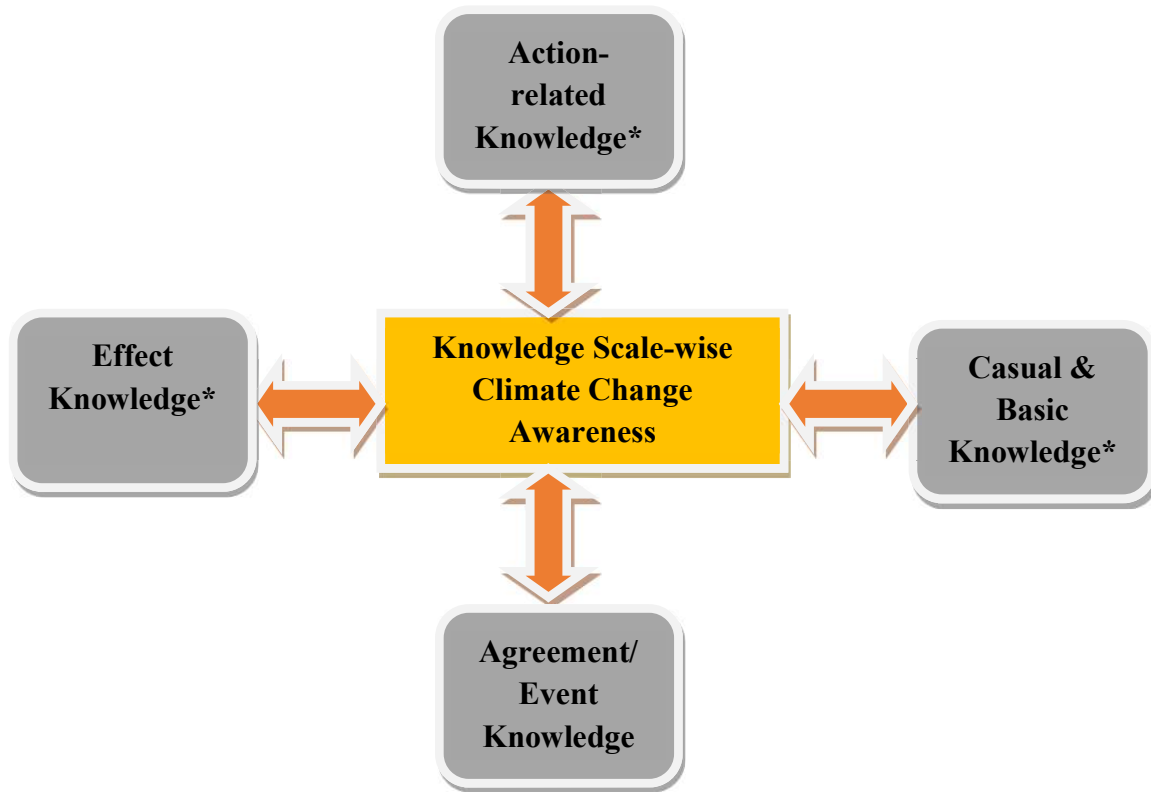 Action-
related
Knowledge*
Effect
Knowledge*
Knowledge Scale-wise
Climate Change
Awareness
Casual &
Basic
Knowledge*
Agreement/
Event
Knowledge